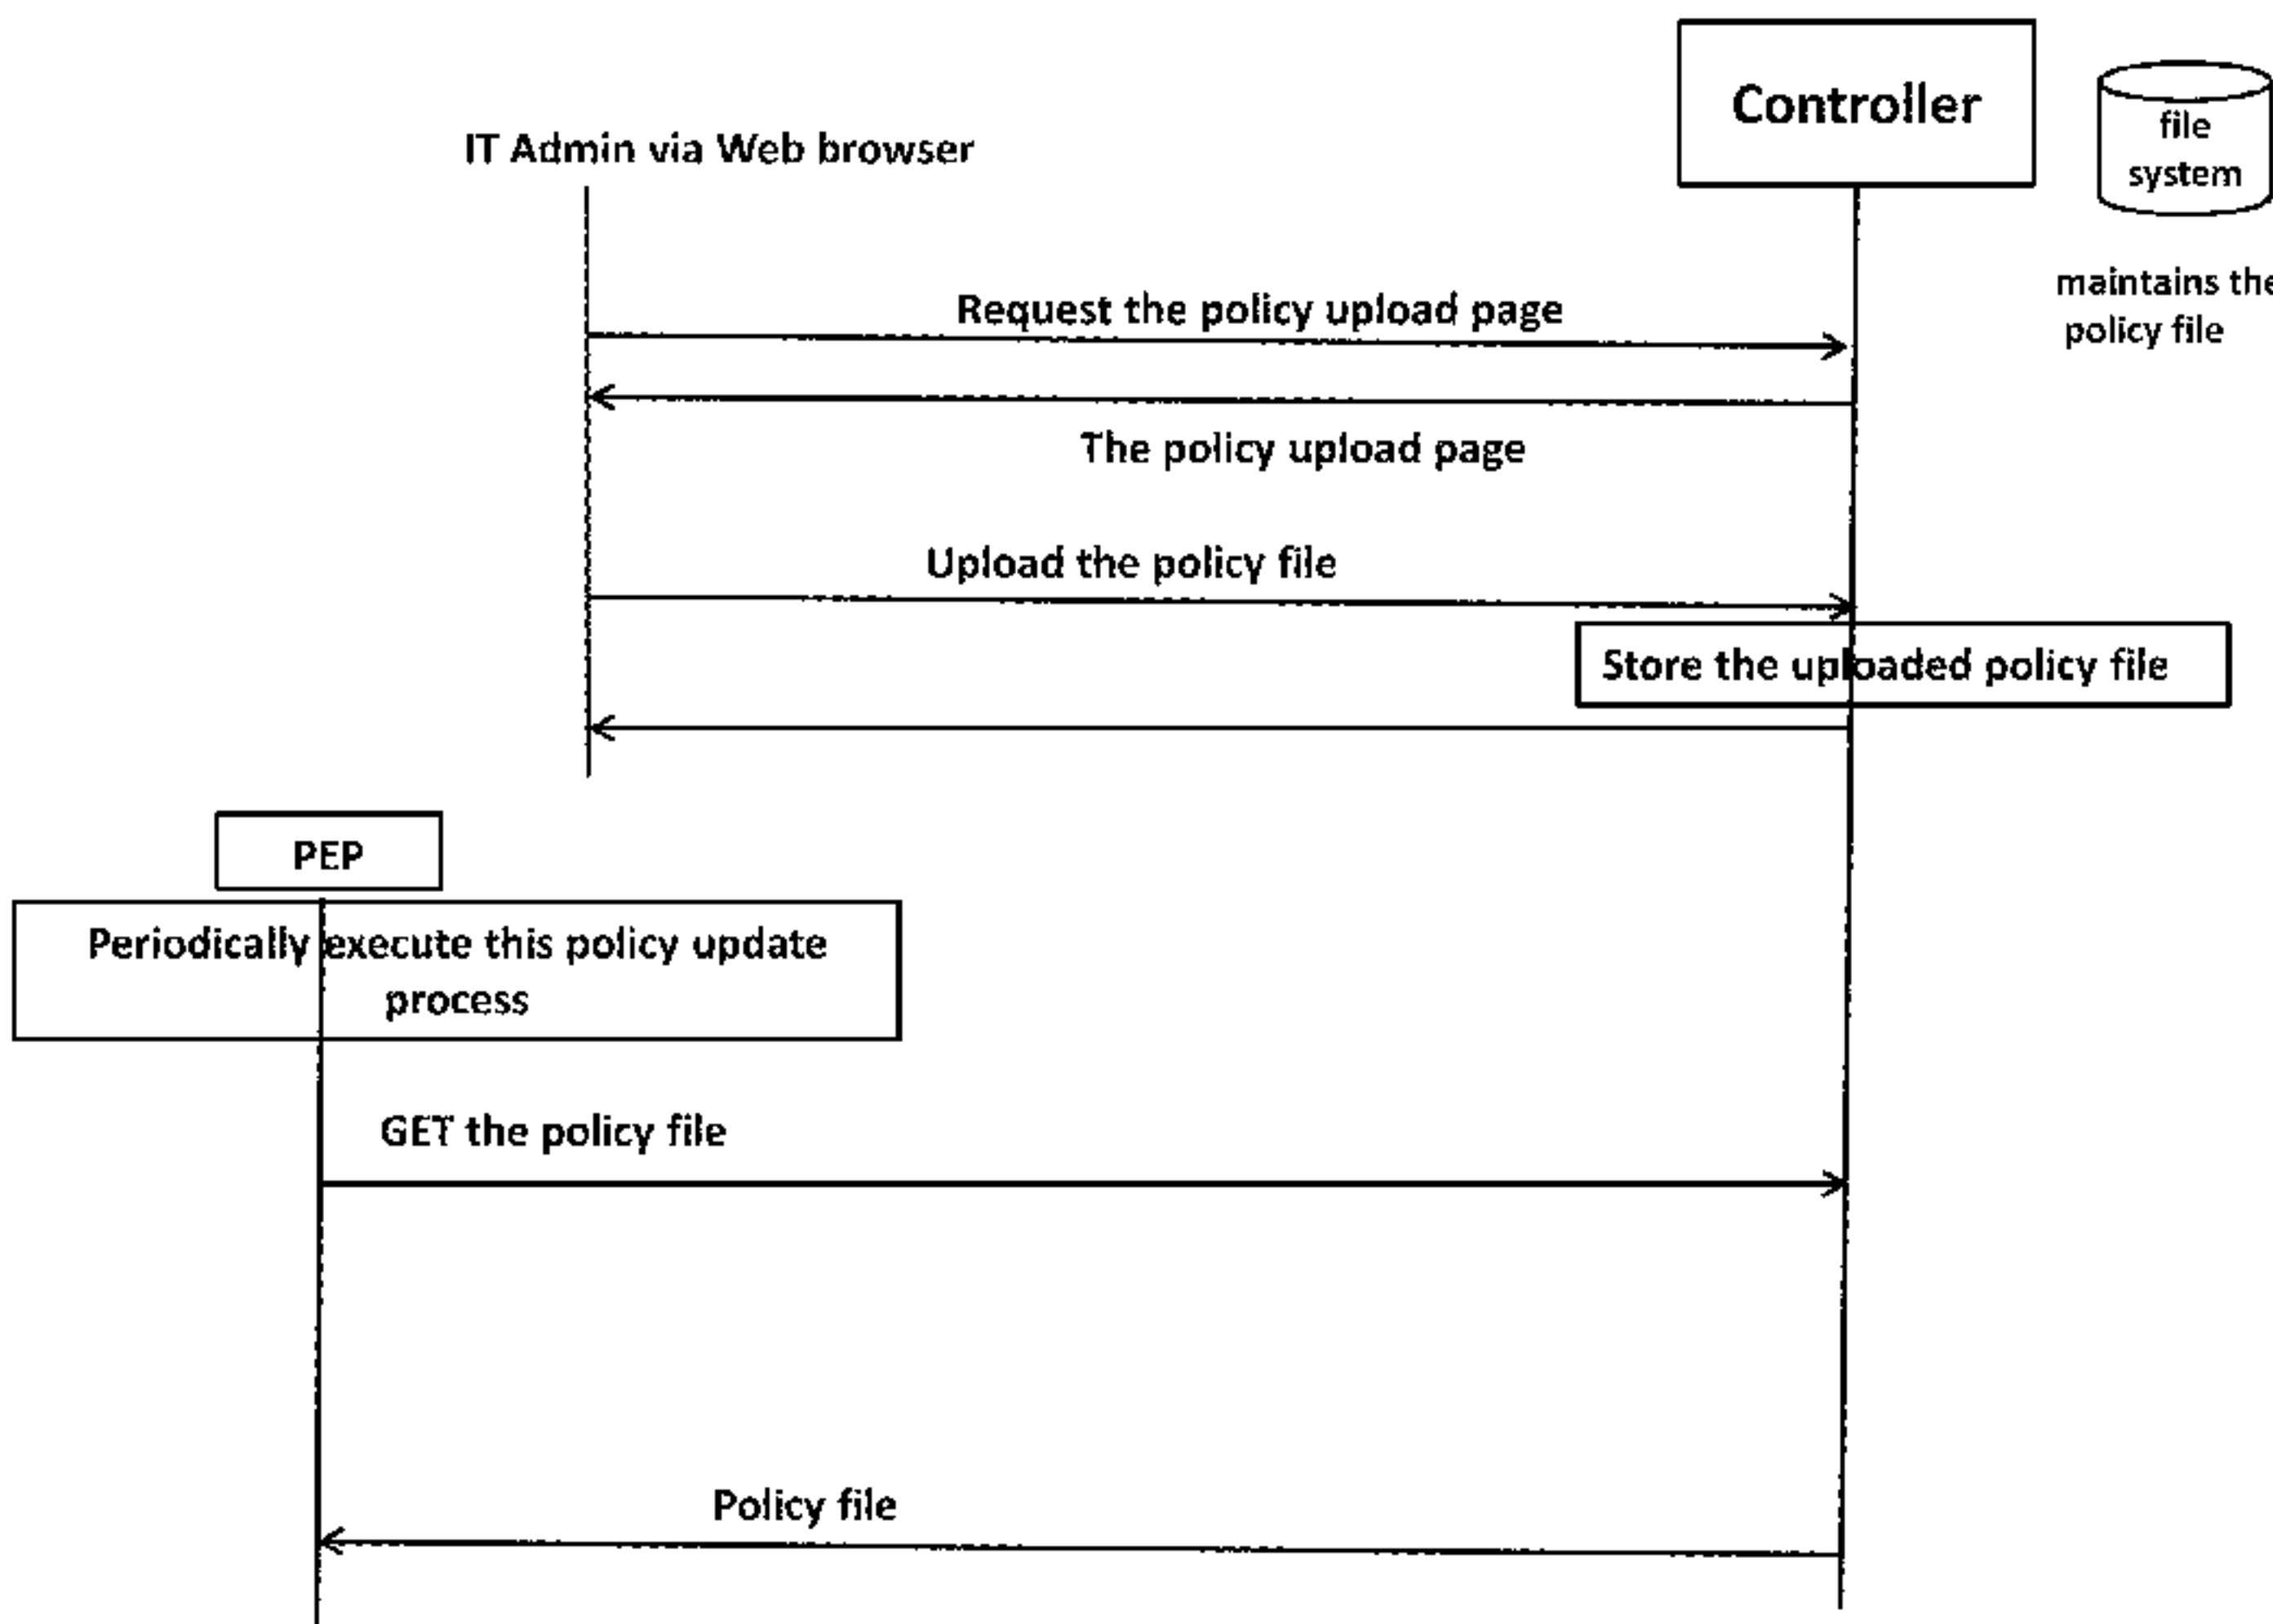 Controller
file
system
IT Admin via Web browser
maintains the
policy file
Request the policy upload page
The policy upload page
Upload the policy file
Store the uploaded policy file
PEP
Periodically execute this policy update
process
GET the policy file
Policy file